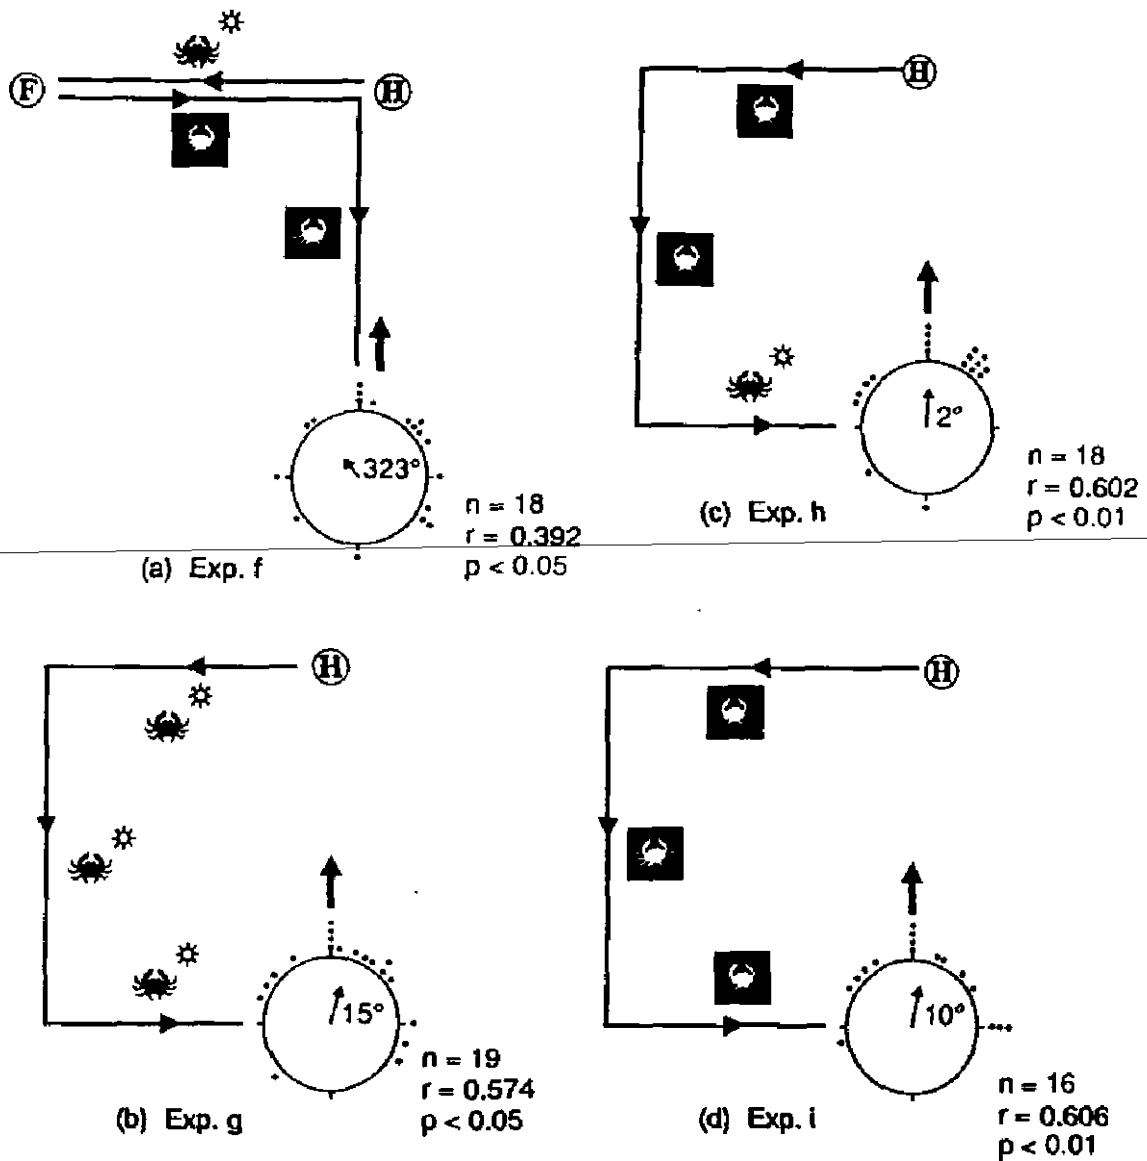 F
H
323°
n = 18
r = 0.392
p < 0.05
(a) Exp. f
H
2°
n = 18
r = 0.602
p < 0.01
(c) Exp. h
H
15°
n = 19
r = 0.574
p < 0.05
(b) Exp. g
H
10°
n = 16
r = 0.606
p < 0.01
(d) Exp. i